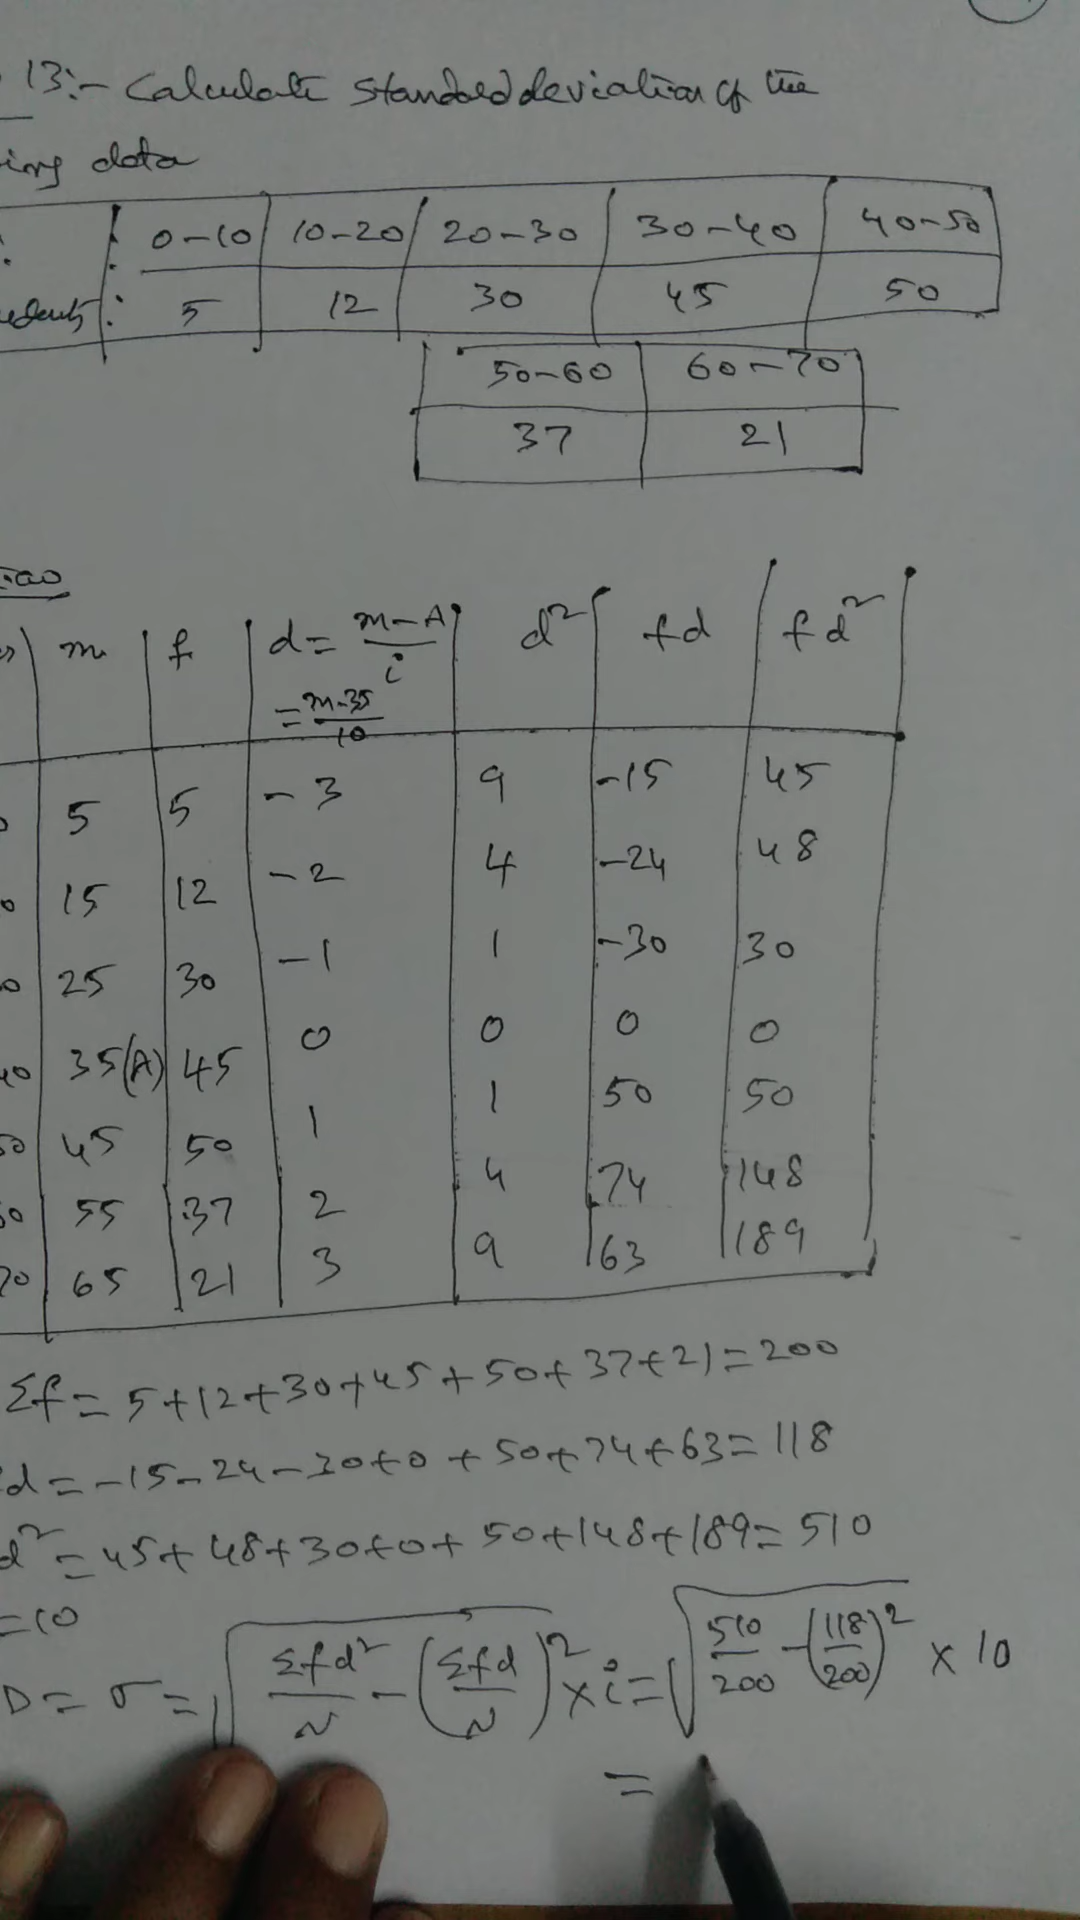 13:- Calculate standard deviation of the
ing data
: 0-10 10-20 20-30 30-40 40-50
udents : 5 12 30 45 50
50-60 60-70
37 21
m f d = m-A/i d² fd fd²
= m-35/10
5 5 -3 9 -15 45
15 12 -2 4 -24 48
25 30 -1 1 -30 30
40 35(A) 45 0 0 0 0
50 45 50 1 1 50 50
55 37 2 4 74 148
70 65 21 3 9 63 189
Σf = 5+12+30+45+50+37+21 = 200
d = -15-24-30+0+50+74+63 = 118
d² = 45+48+30+0+50+148+189 = 510
=10
D = σ = √(Σfd²/N - (Σfd/N)²) × i = √(510/200 - (118/200)²) × 10
=